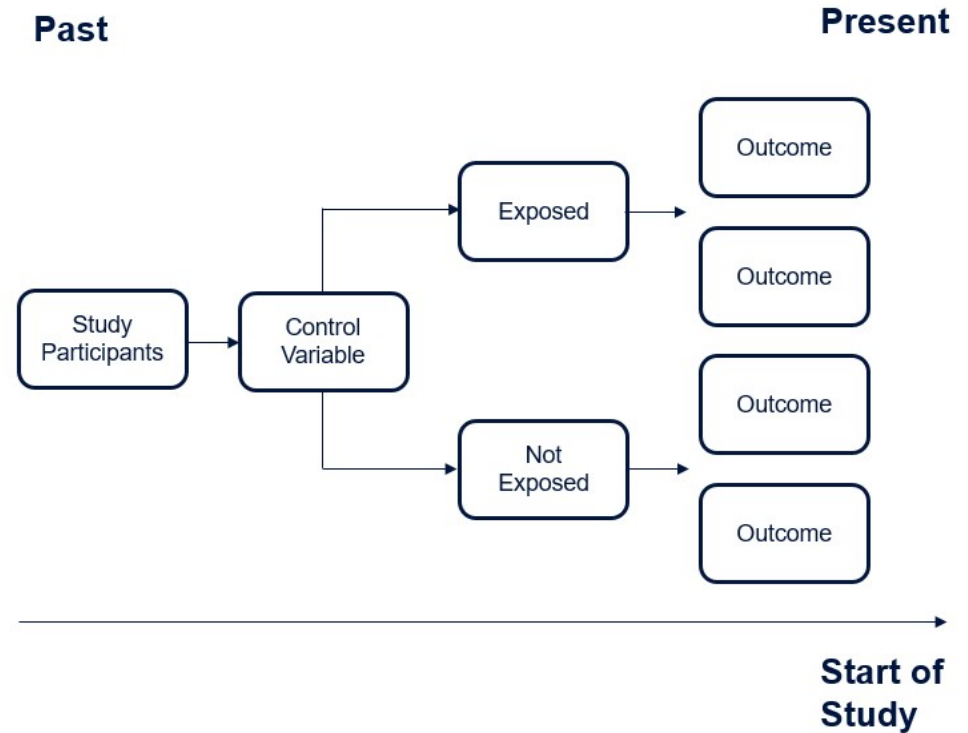 Past
Present
Outcome
Exposed
Outcome
Study
Participants
Control
Variable
Outcome
Not
Exposed
Outcome
Start of
Study